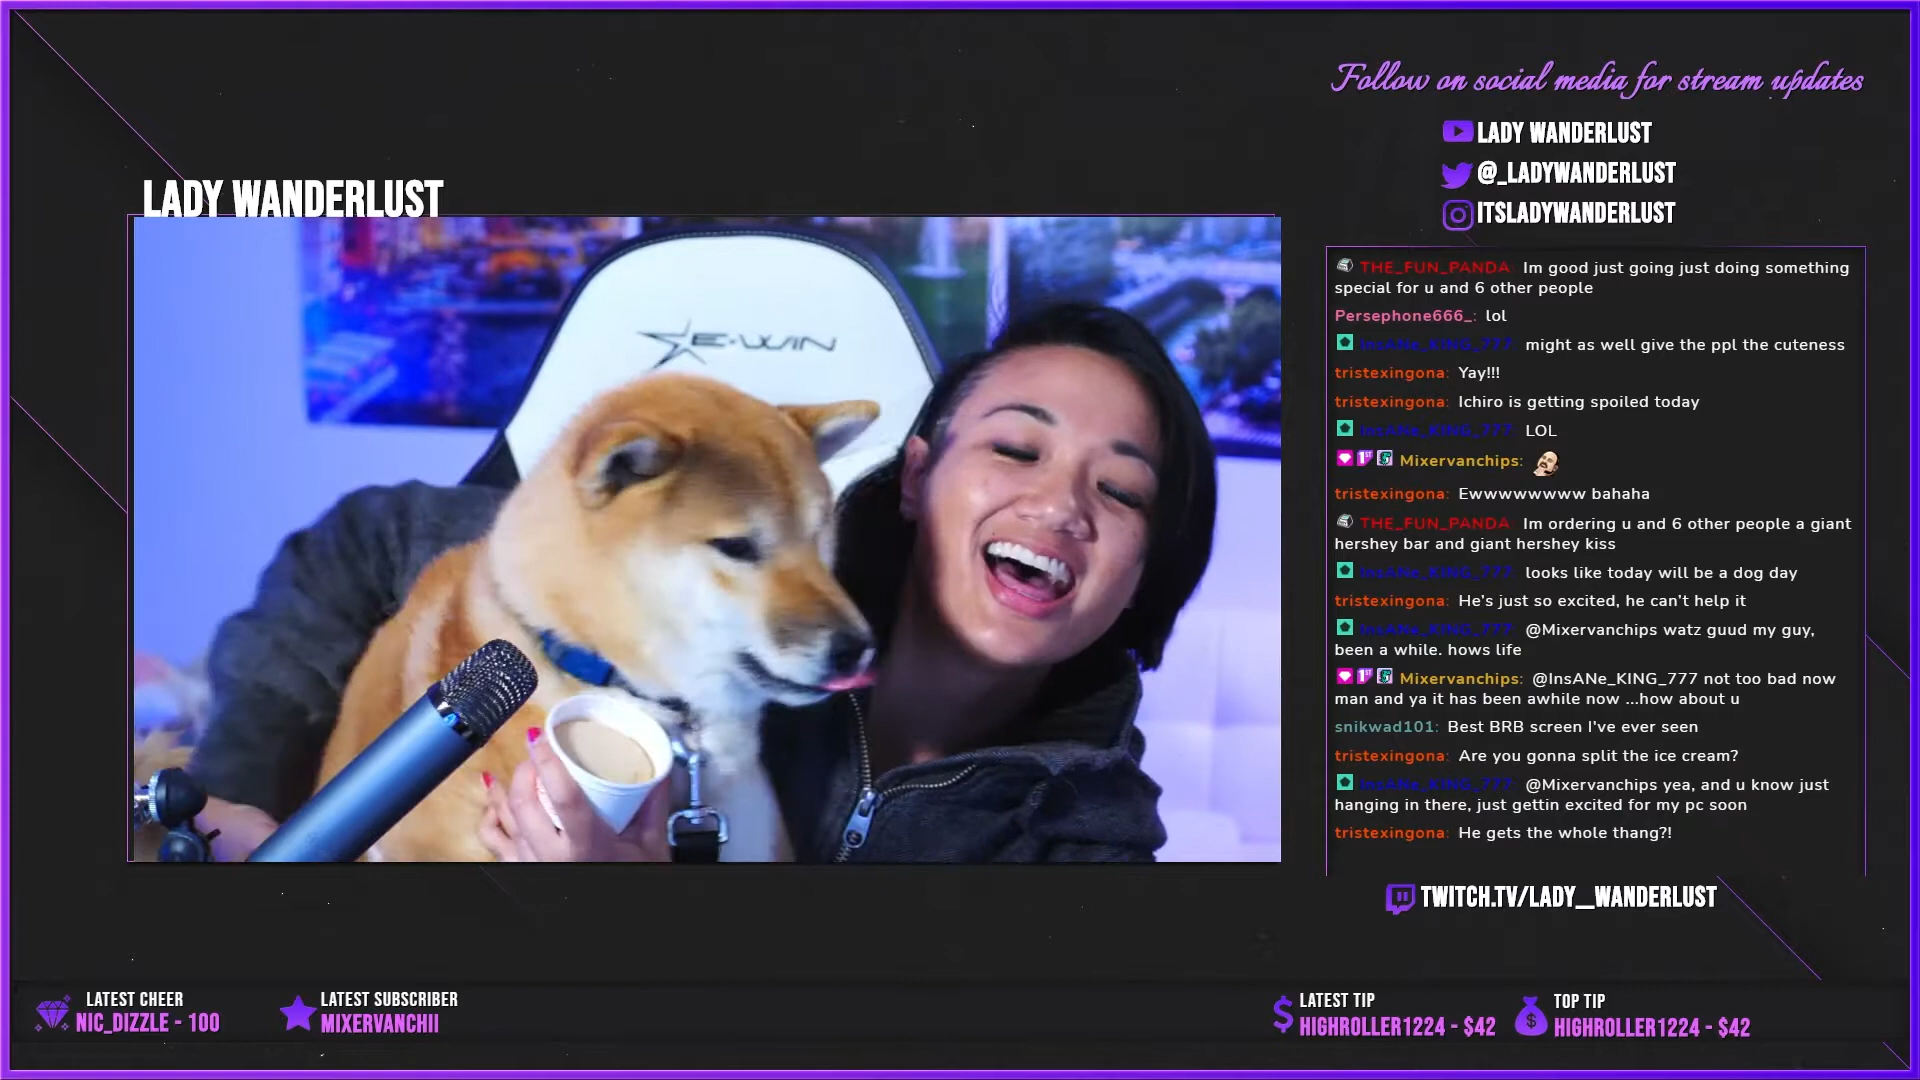 Follow on social media for stream updates
LADY WANDERLUST
@_LADYWANDERLUST
ITSLADYWANDERLUST
LADY WANDERLUST
E-WIN
THE_FUN_PANDA: Im good just going just doing something
special for u and 6 other people
Persephone666_: lol
InsANe_KING_777: might as well give the ppl the cuteness
tristexingona: Yay!!!
tristexingona: Ichiro is getting spoiled today
InsANe_KING_777: LOL
Mixervanchips:
tristexingona: Ewwwwwwww bahaha
THE_FUN_PANDA: Im ordering u and 6 other people a giant
hershey bar and giant hershey kiss
InsANe_KING_777: looks like today will be a dog day
tristexingona: He's just so excited, he can't help it
InsANe_KING_777: @Mixervanchips watz guud my guy,
been a while. hows life
Mixervanchips: @InsANe_KING_777 not too bad now
man and ya it has been awhile now ...how about u
snikwad101: Best BRB screen I've ever seen
tristexingona: Are you gonna split the ice cream?
InsANe_KING_777: @Mixervanchips yea, and u know just
hanging in there, just gettin excited for my pc soon
tristexingona: He gets the whole thang?!
TWITCH.TV/LADY__WANDERLUST
LATEST CHEER
NIC_DIZZLE - 100
LATEST SUBSCRIBER
MIXERVANCHII
LATEST TIP
HIGHROLLER1224 - $42
TOP TIP
HIGHROLLER1224 - $42